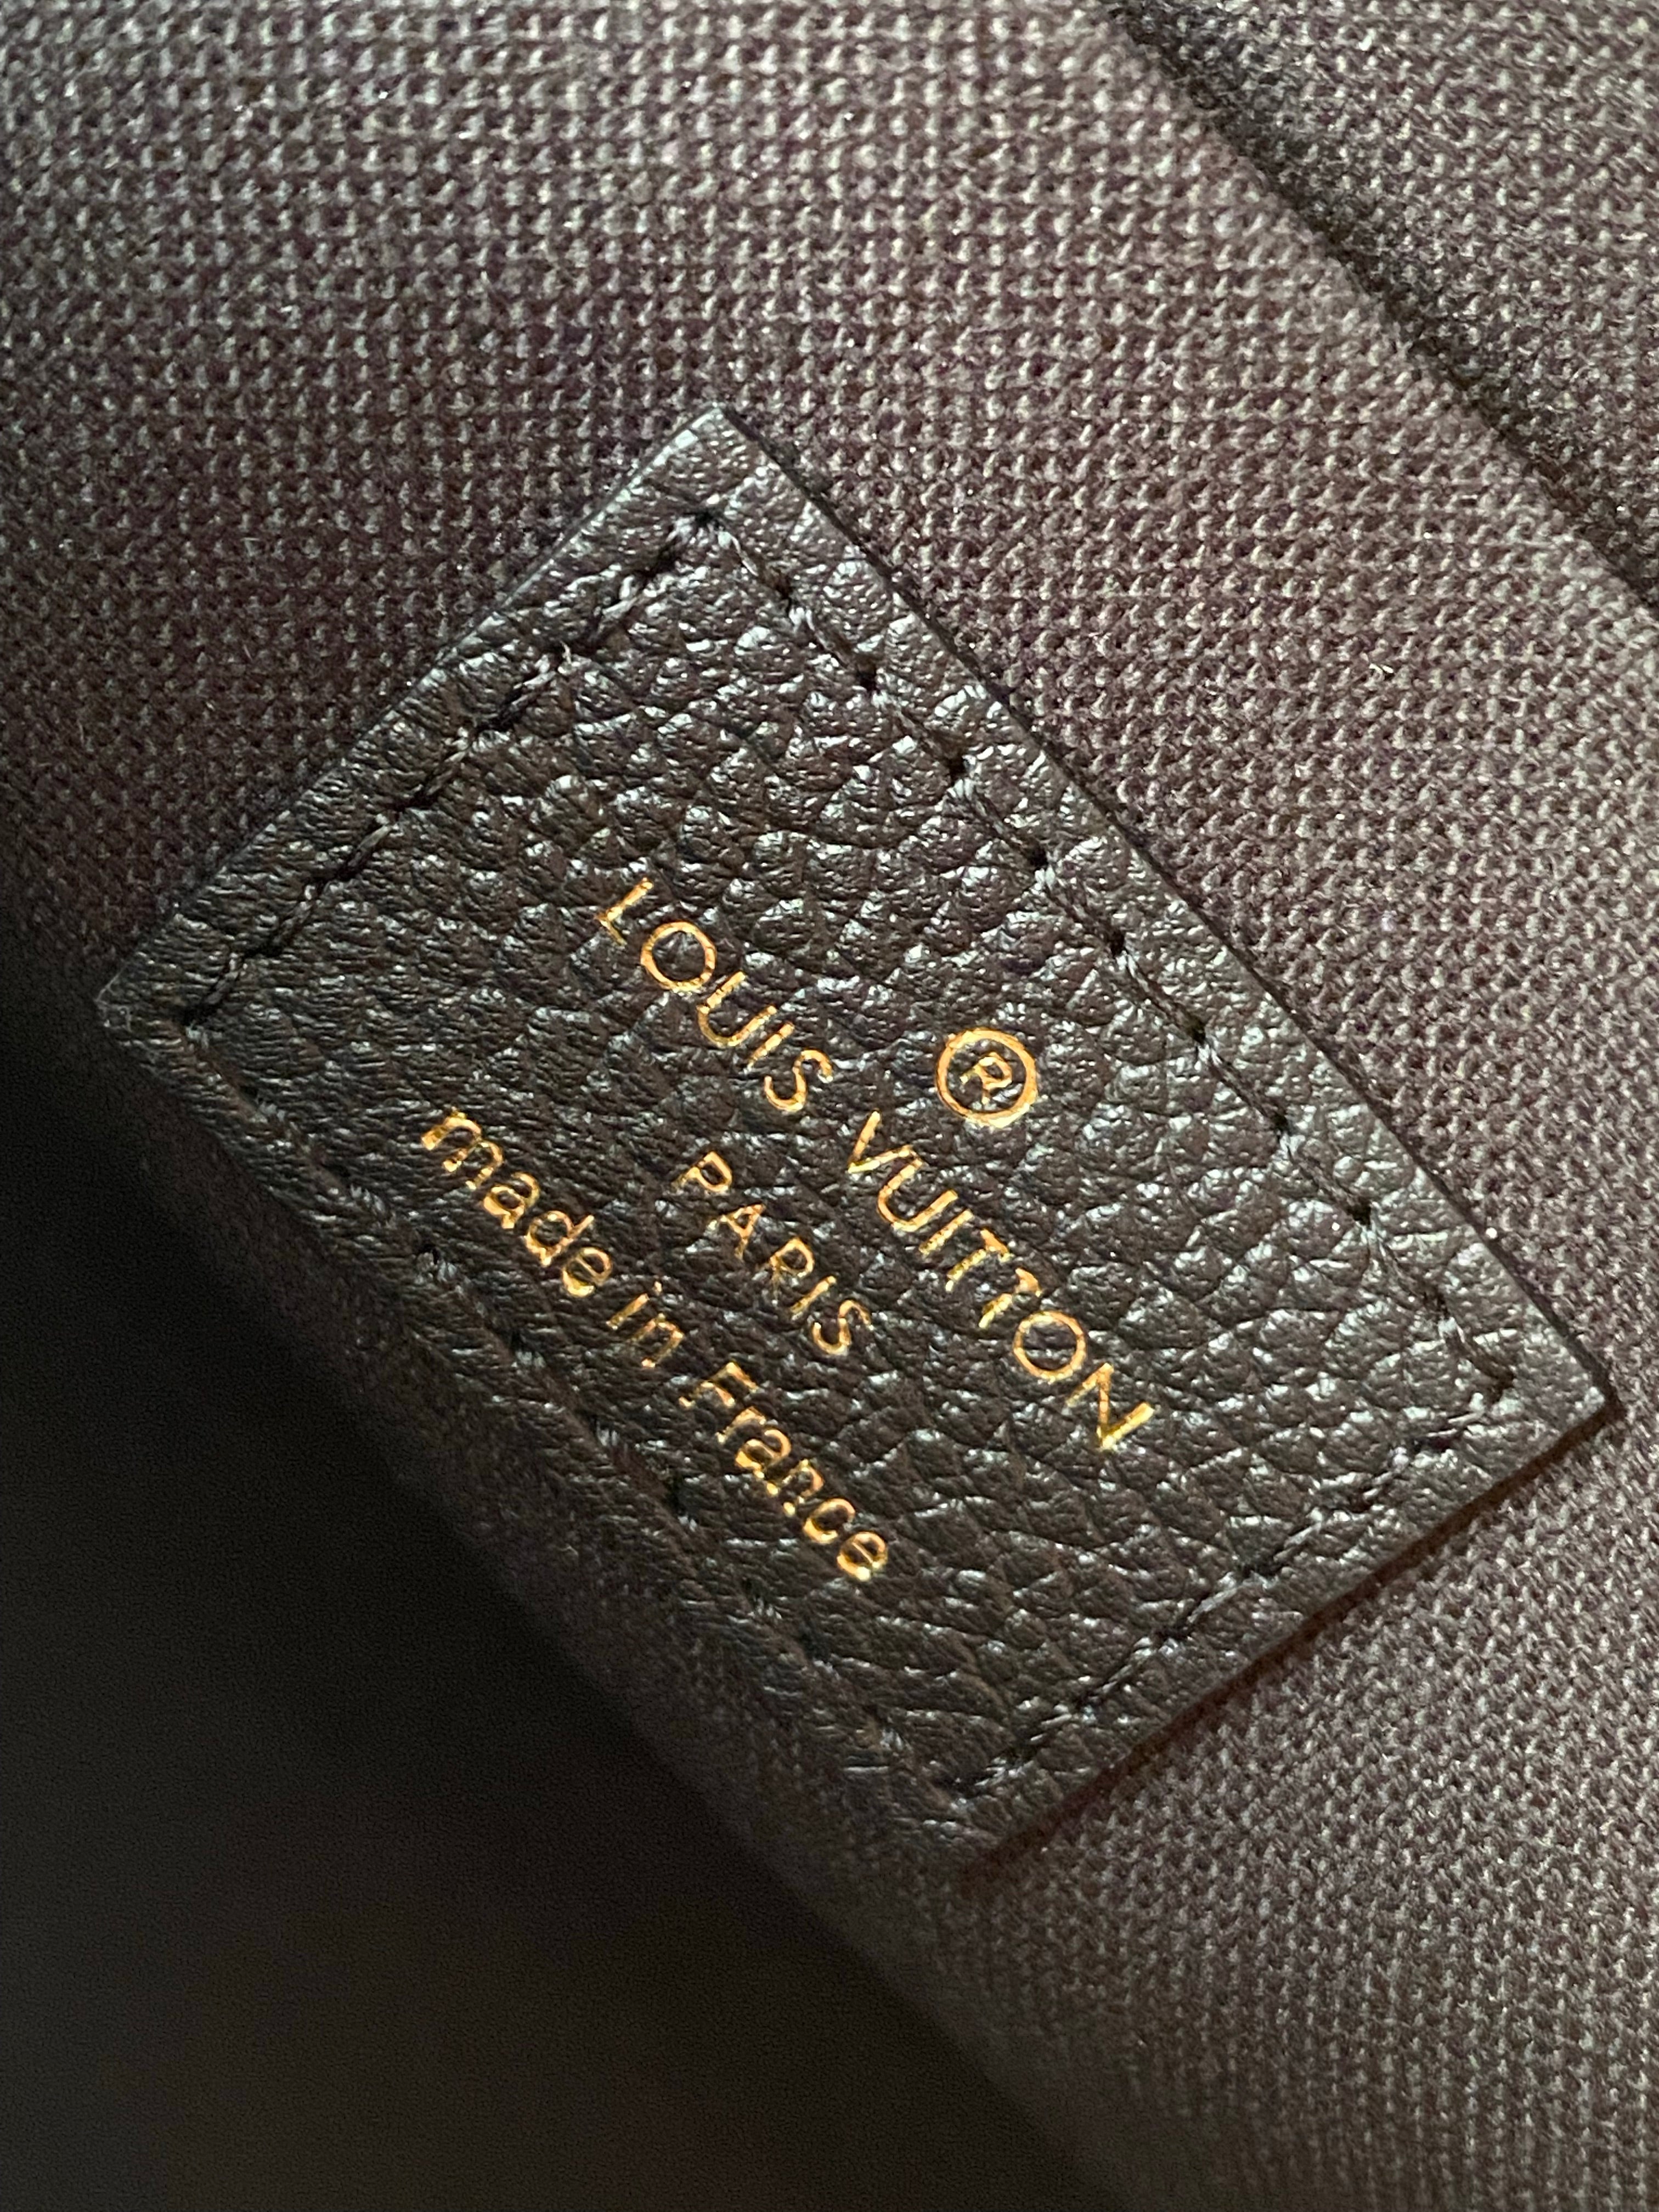 ®
LOUIS VUITTON
PARIS
made in France